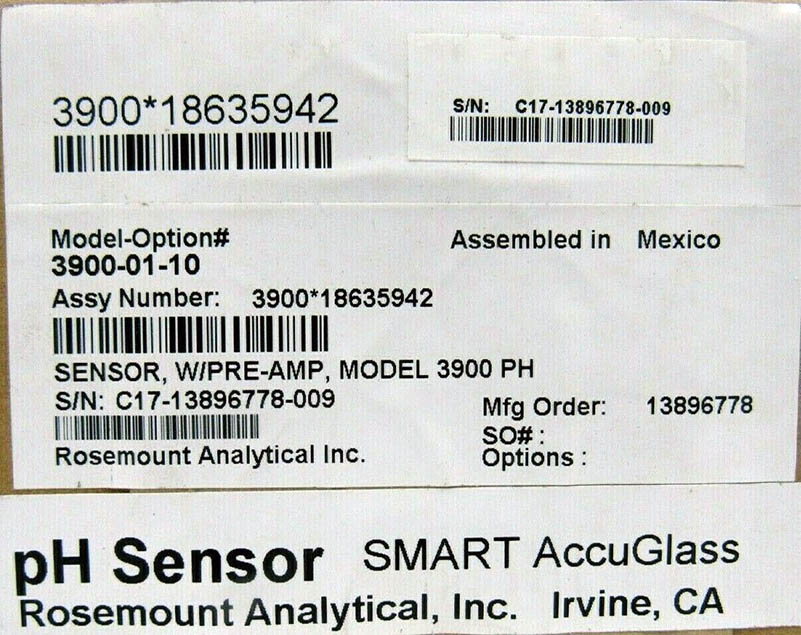 3900*18635942
S/N: C17-13896778-009
Model-Option#
3900-01-10
Assembled in Mexico
Assy Number: 3900*18635942
SENSOR, W/PRE-AMP, MODEL 3900 PH
S/N: C17-13896778-009
Mfg Order: 13896778
SO# :
Options :
Rosemount Analytical Inc.
pH Sensor SMART AccuGlass
Rosemount Analytical, Inc. Irvine, CA